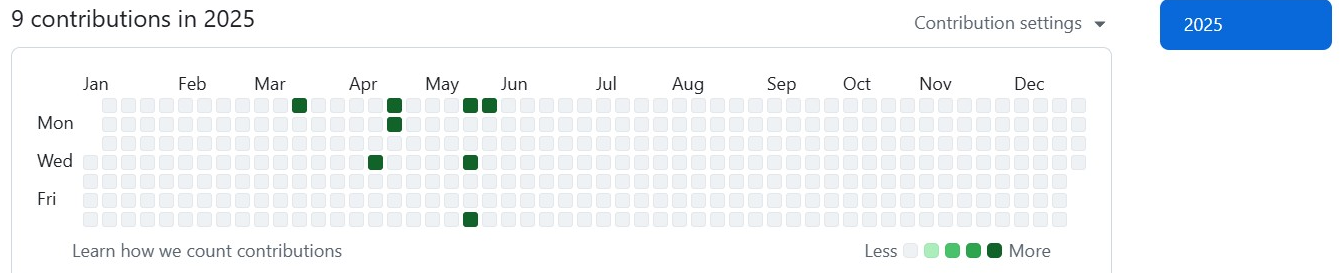 9 contributions in 2025
Contribution settings
2025
Jan Feb Mar Apr May Jun Jul Aug Sep Oct Nov Dec
Mon
Wed
Fri
Learn how we count contributions
Less More